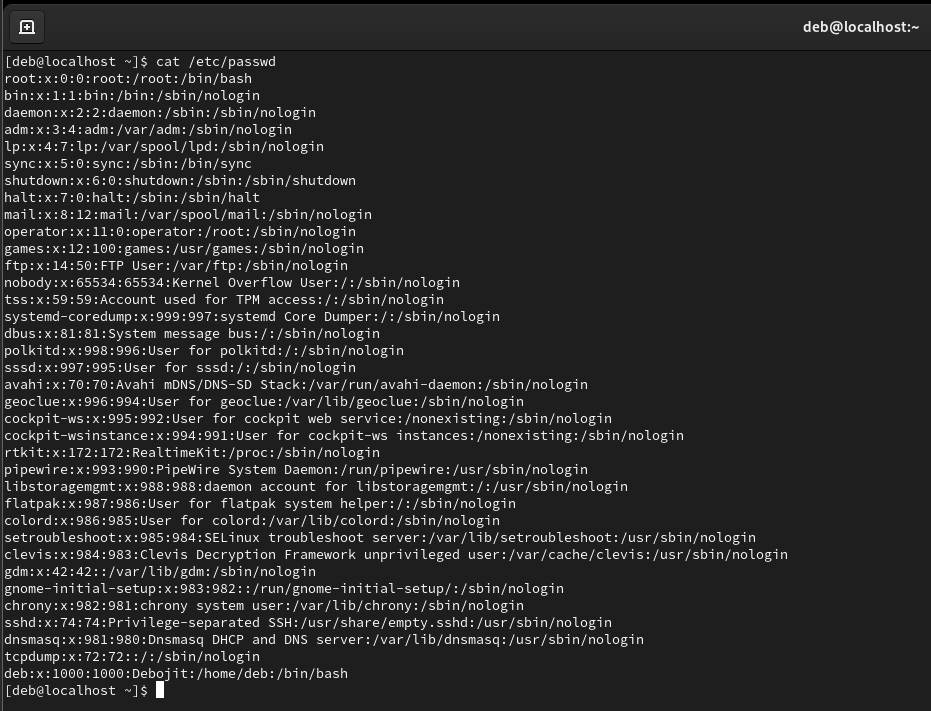 deb@localhost:~
[deb@localhost ~]$ cat /etc/passwd
root:x:0:0:root:/root:/bin/bash
bin:x:1:1:bin:/bin:/sbin/nologin
daemon:x:2:2:daemon:/sbin:/sbin/nologin
adm:x:3:4:adm:/var/adm:/sbin/nologin
lp:x:4:7:lp:/var/spool/lpd:/sbin/nologin
sync:x:5:0:sync:/sbin:/bin/sync
shutdown:x:6:0:shutdown:/sbin:/sbin/shutdown
halt:x:7:0:halt:/sbin:/sbin/halt
mail:x:8:12:mail:/var/spool/mail:/sbin/nologin
operator:x:11:0:operator:/root:/sbin/nologin
games:x:12:100:games:/usr/games:/sbin/nologin
ftp:x:14:50:FTP User:/var/ftp:/sbin/nologin
nobody:x:65534:65534:Kernel Overflow User:/:/sbin/nologin
tss:x:59:59:Account used for TPM access:/:/sbin/nologin
systemd-coredump:x:999:997:systemd Core Dumper:/:/sbin/nologin
dbus:x:81:81:System message bus:/:/sbin/nologin
polkitd:x:998:996:User for polkitd:/:/sbin/nologin
sssd:x:997:995:User for sssd:/:/sbin/nologin
avahi:x:70:70:Avahi mDNS/DNS-SD Stack:/var/run/avahi-daemon:/sbin/nologin
geoclue:x:996:994:User for geoclue:/var/lib/geoclue:/sbin/nologin
cockpit-ws:x:995:992:User for cockpit web service:/nonexisting:/sbin/nologin
cockpit-wsinstance:x:994:991:User for cockpit-ws instances:/nonexisting:/sbin/nologin
rtkit:x:172:172:RealtimeKit:/proc:/sbin/nologin
pipewire:x:993:990:PipeWire System Daemon:/run/pipewire:/usr/sbin/nologin
libstoragemgmt:x:988:988:daemon account for libstoragemgmt:/:/usr/sbin/nologin
flatpak:x:987:986:User for flatpak system helper:/:/sbin/nologin
colord:x:986:985:User for colord:/var/lib/colord:/sbin/nologin
setroubleshoot:x:985:984:SELinux troubleshoot server:/var/lib/setroubleshoot:/usr/sbin/nologin
clevis:x:984:983:Clevis Decryption Framework unprivileged user:/var/cache/clevis:/usr/sbin/nologin
gdm:x:42:42::/var/lib/gdm:/sbin/nologin
gnome-initial-setup:x:983:982::/run/gnome-initial-setup/:/sbin/nologin
chrony:x:982:981:chrony system user:/var/lib/chrony:/sbin/nologin
sshd:x:74:74:Privilege-separated SSH:/usr/share/empty.sshd:/usr/sbin/nologin
dnsmasq:x:981:980:Dnsmasq DHCP and DNS server:/var/lib/dnsmasq:/usr/sbin/nologin
tcpdump:x:72:72::/:/sbin/nologin
deb:x:1000:1000:Debojit:/home/deb:/bin/bash
[deb@localhost ~]$